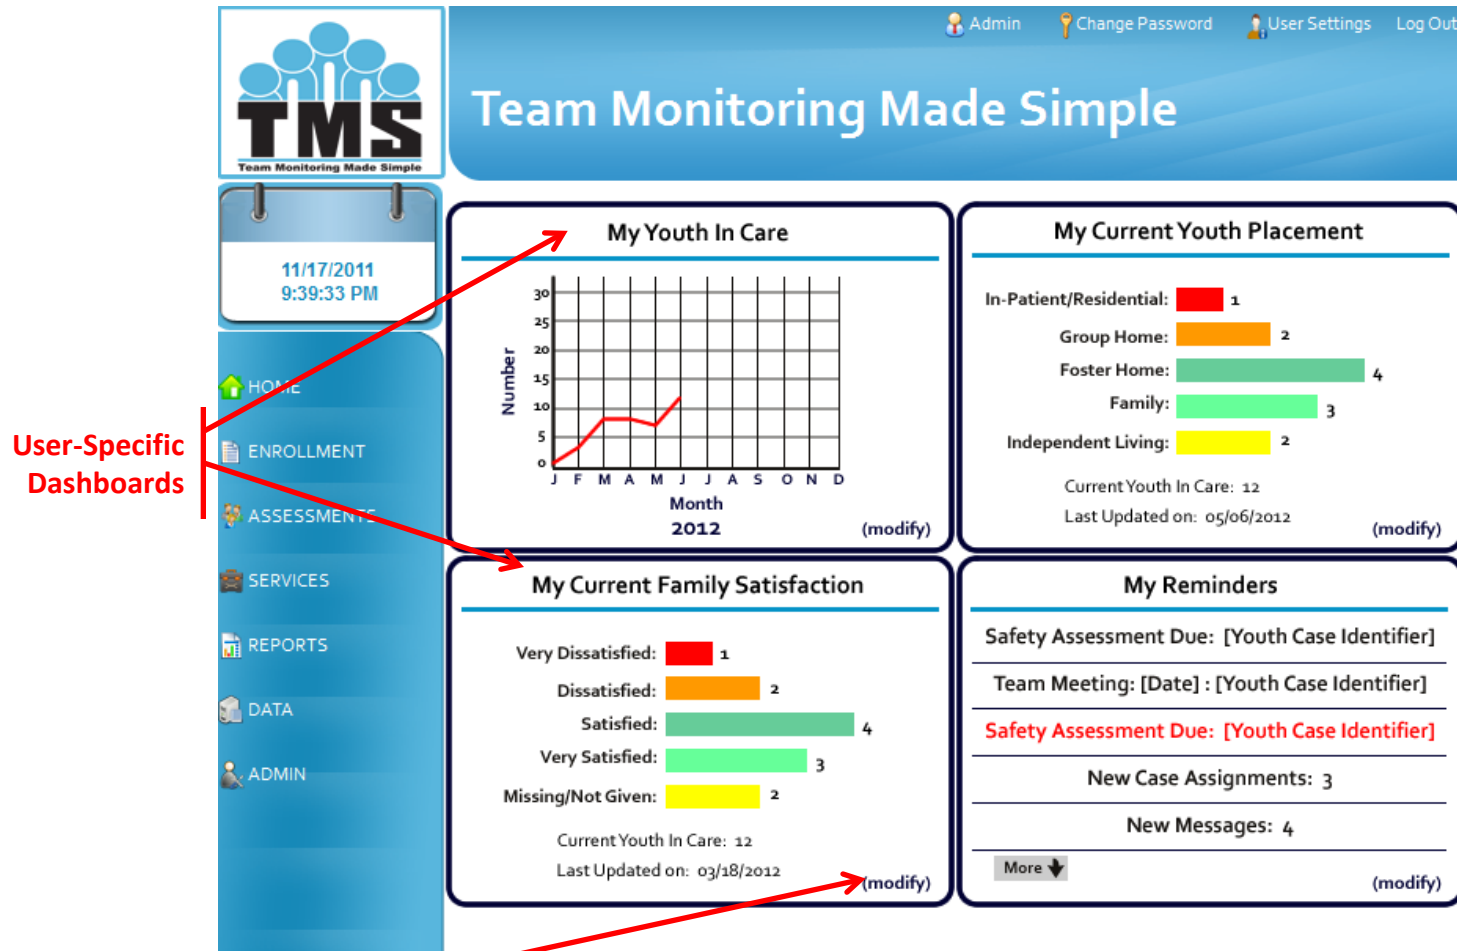 Admin
Change Password
User Settings
Log Out
TMS
Team Monitoring Made Simple
Team Monitoring Made Simple
11/17/2011
9:39:33 PM
HOME
ENROLLMENT
ASSESSMENTS
SERVICES
REPORTS
DATA
ADMIN
User-Specific
Dashboards
My Youth In Care
Number
30
25
20
15
10
5
0
J F M A M J J A S O N D
Month
2012
(modify)
My Current Youth Placement
In-Patient/Residential: 1
Group Home: 2
Foster Home: 4
Family: 3
Independent Living: 2
Current Youth In Care: 12
Last Updated on: 05/06/2012
(modify)
My Current Family Satisfaction
Very Dissatisfied: 1
Dissatisfied: 2
Satisfied: 4
Very Satisfied: 3
Missing/Not Given: 2
Current Youth In Care: 12
Last Updated on: 03/18/2012
(modify)
My Reminders
Safety Assessment Due: [Youth Case Identifier]
Team Meeting: [Date] : [Youth Case Identifier]
Safety Assessment Due: [Youth Case Identifier]
New Case Assignments: 3
New Messages: 4
More
(modify)